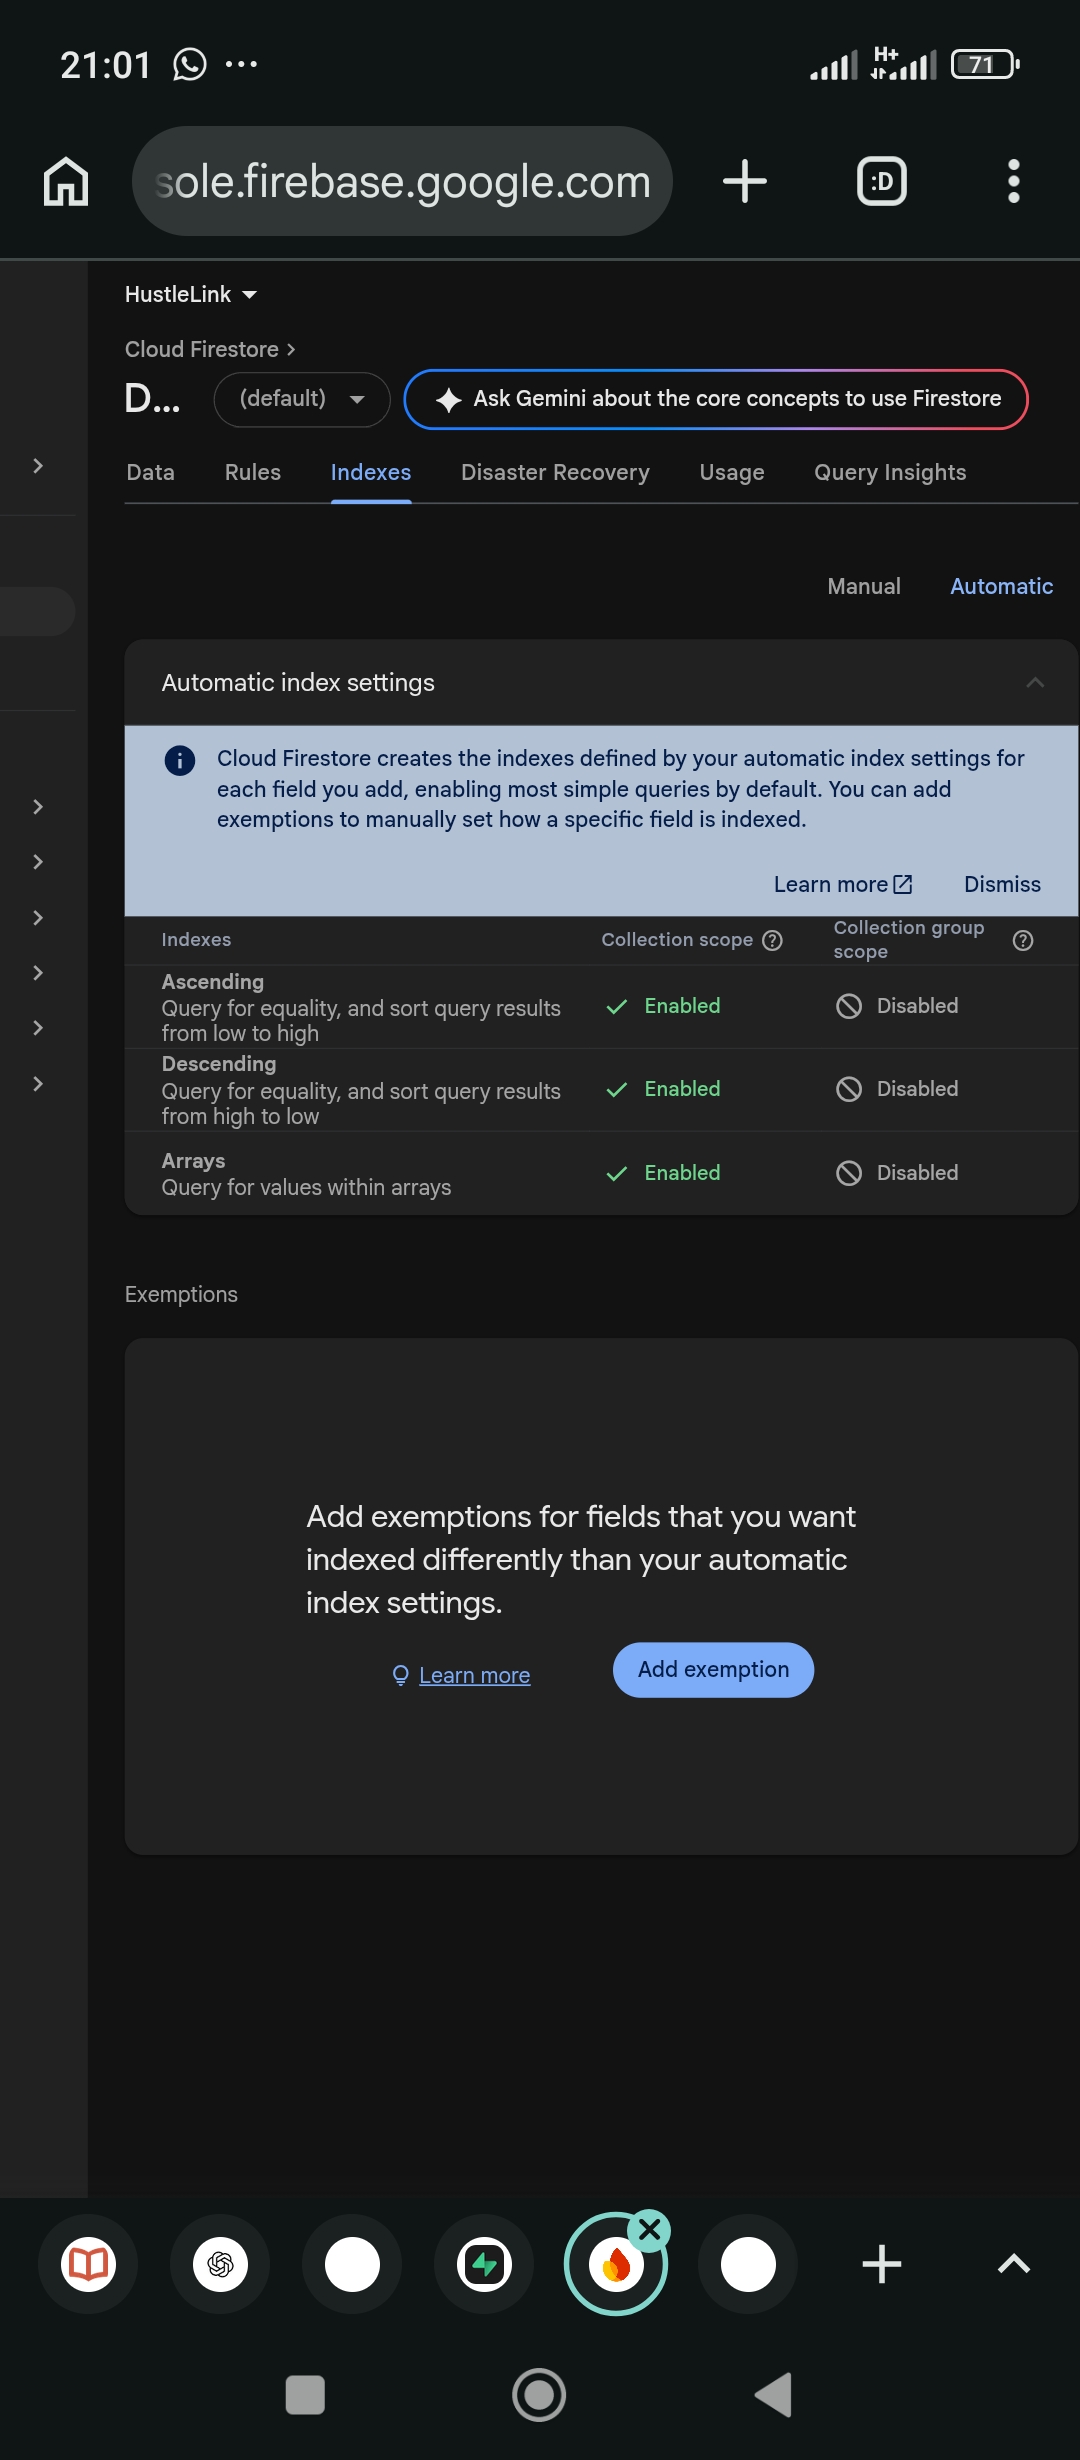 21:01
H+
71
sole.firebase.google.com
:D
HustleLink
Cloud Firestore
D...
(default)
Ask Gemini about the core concepts to use Firestore
Data Rules Indexes Disaster Recovery Usage Query Insights
Manual Automatic
Automatic index settings
Cloud Firestore creates the indexes defined by your automatic index settings for
each field you add, enabling most simple queries by default. You can add
exemptions to manually set how a specific field is indexed.
Learn more Dismiss
Indexes
Collection scope
Collection group
scope
Ascending
Query for equality, and sort query results
from low to high
Enabled
Disabled
Descending
Query for equality, and sort query results
from high to low
Enabled
Disabled
Arrays
Query for values within arrays
Enabled
Disabled
Exemptions
Add exemptions for fields that you want
indexed differently than your automatic
index settings.
Learn more
Add exemption